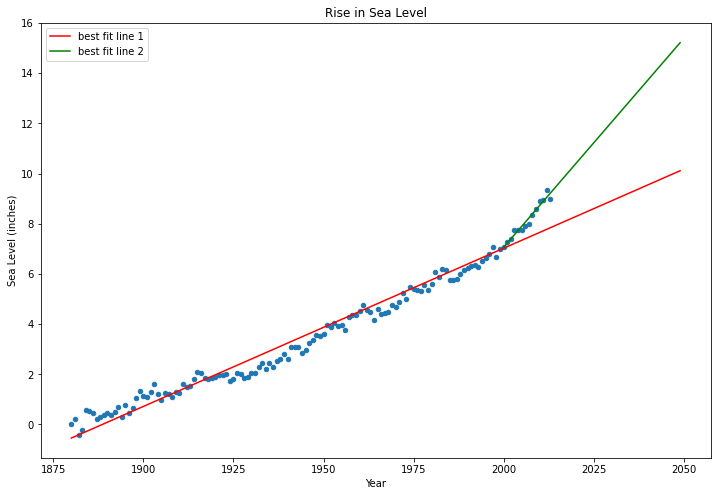 Rise in Sea Level
best fit line 1
best fit line 2
16
14
12
10
8
6
4
2
0
Sea Level (inches)
1875 1900 1925 1950 1975 2000 2025 2050
Year